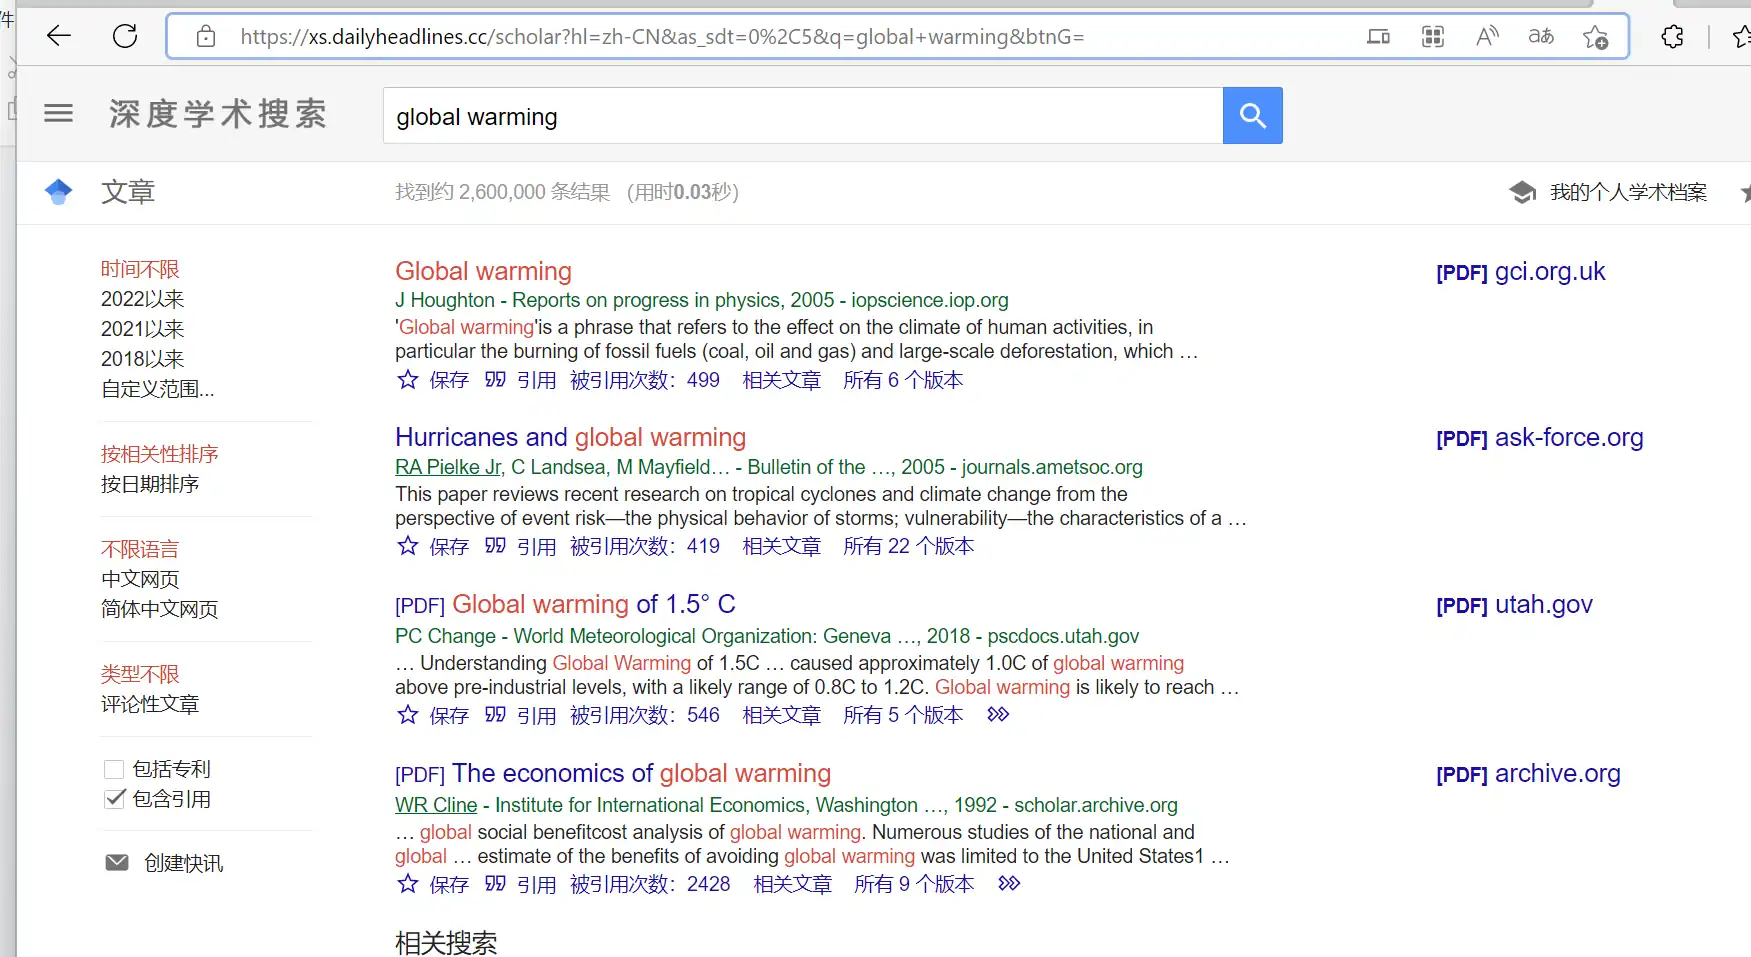 件
https://xs.dailyheadlines.cc/scholar?hl=zh-CN&as_sdt=0%2C5&q=global+warming&btnG=
深度学术搜索
global warming
文章
找到约 2,600,000 条结果 (用时0.03秒)
我的个人学术档案
时间不限
2022以来
2021以来
2018以来
自定义范围...
按相关性排序
按日期排序
不限语言
中文网页
简体中文网页
类型不限
评论性文章
包括专利
包含引用
创建快讯
Global warming
[PDF] gci.org.uk
J Houghton - Reports on progress in physics, 2005 - iopscience.iop.org
'Global warming'is a phrase that refers to the effect on the climate of human activities, in
particular the burning of fossil fuels (coal, oil and gas) and large-scale deforestation, which …
保存 引用 被引用次数：499 相关文章 所有 6 个版本
Hurricanes and global warming
[PDF] ask-force.org
RA Pielke Jr, C Landsea, M Mayfield… - Bulletin of the …, 2005 - journals.ametsoc.org
This paper reviews recent research on tropical cyclones and climate change from the
perspective of event risk—the physical behavior of storms; vulnerability—the characteristics of a …
保存 引用 被引用次数：419 相关文章 所有 22 个版本
[PDF] Global warming of 1.5° C
[PDF] utah.gov
PC Change - World Meteorological Organization: Geneva …, 2018 - pscdocs.utah.gov
… Understanding Global Warming of 1.5C … caused approximately 1.0C of global warming
above pre-industrial levels, with a likely range of 0.8C to 1.2C. Global warming is likely to reach …
保存 引用 被引用次数：546 相关文章 所有 5 个版本
[PDF] The economics of global warming
[PDF] archive.org
WR Cline - Institute for International Economics, Washington …, 1992 - scholar.archive.org
… global social benefitcost analysis of global warming. Numerous studies of the national and
global … estimate of the benefits of avoiding global warming was limited to the United States1 …
保存 引用 被引用次数：2428 相关文章 所有 9 个版本
相关搜索